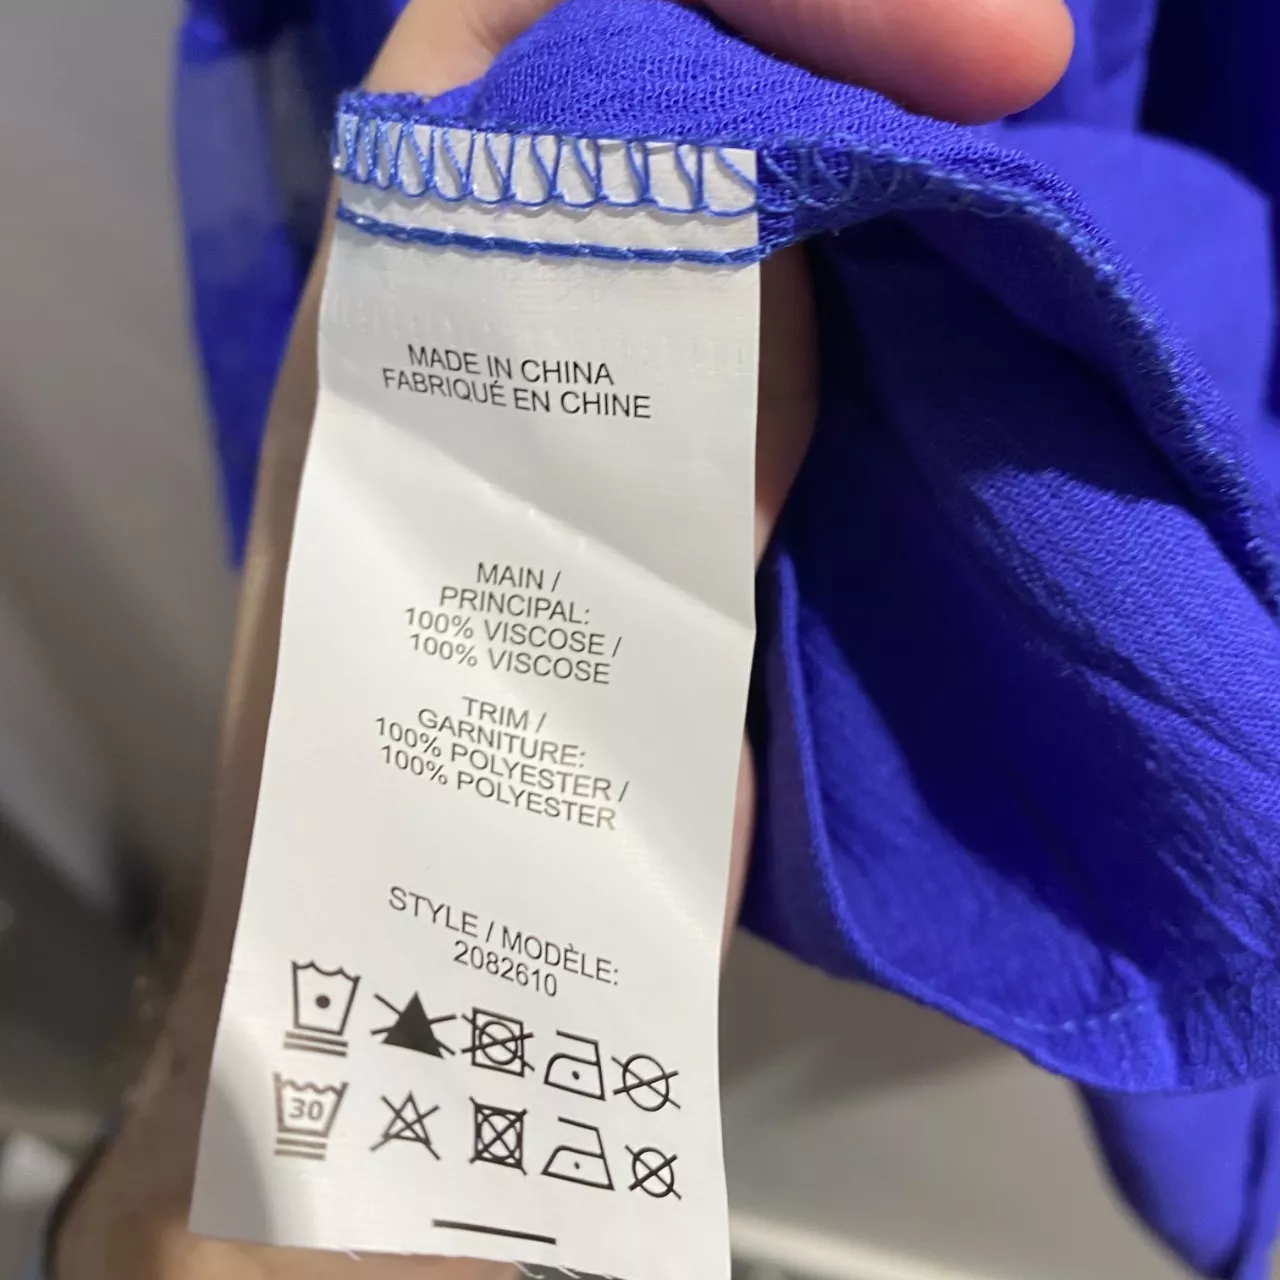 MADE IN CHINA
FABRIQUÉ EN CHINE
MAIN /
PRINCIPAL:
100% VISCOSE /
100% VISCOSE
TRIM /
GARNITURE:
100% POLYESTER /
100% POLYESTER
STYLE / MODÈLE:
2082610
30